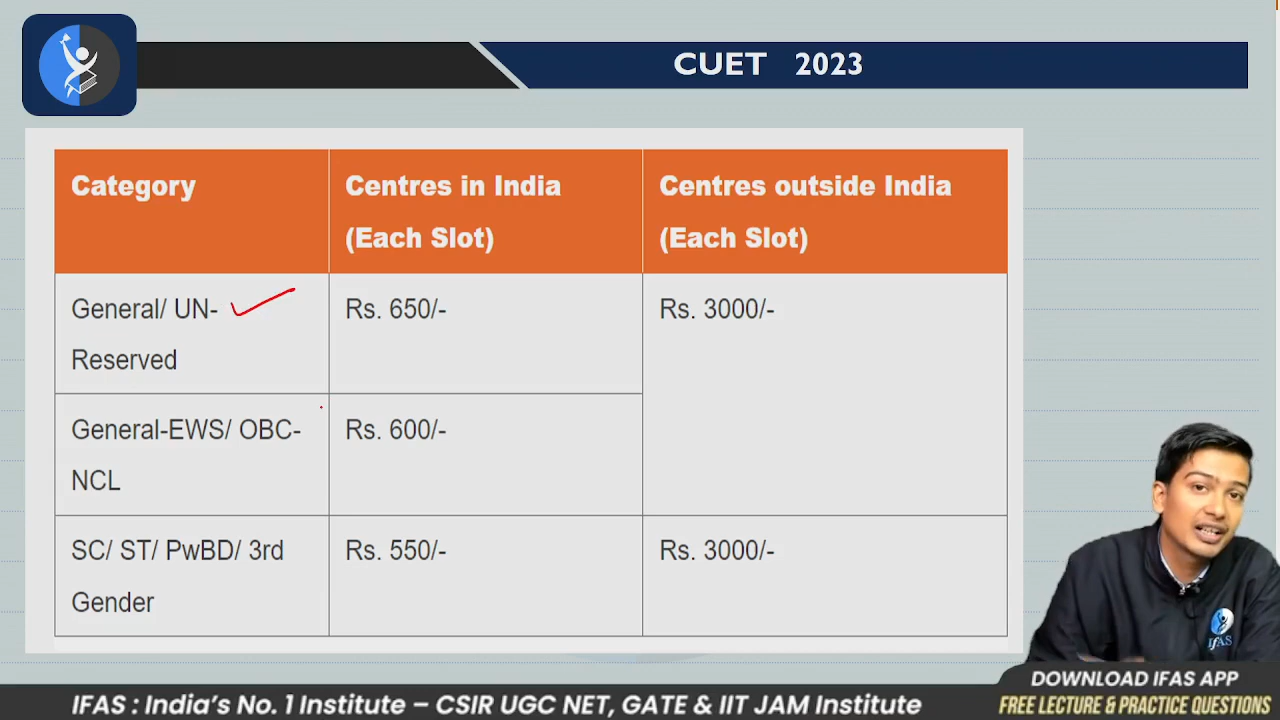 CUET 2023
Category
Centres in India
(Each Slot)
Centres outside India
(Each Slot)
General/ UN-
Reserved
Rs. 650/-
Rs. 3000/-
General-EWS/ OBC-
NCL
Rs. 600/-
SC/ ST/ PwBD/ 3rd
Gender
Rs. 550/-
Rs. 3000/-
IFAS
DOWNLOAD IFAS APP
FREE LECTURE & PRACTICE QUESTIONS
IFAS : India's No. 1 Institute – CSIR UGC NET, GATE & IIT JAM Institute